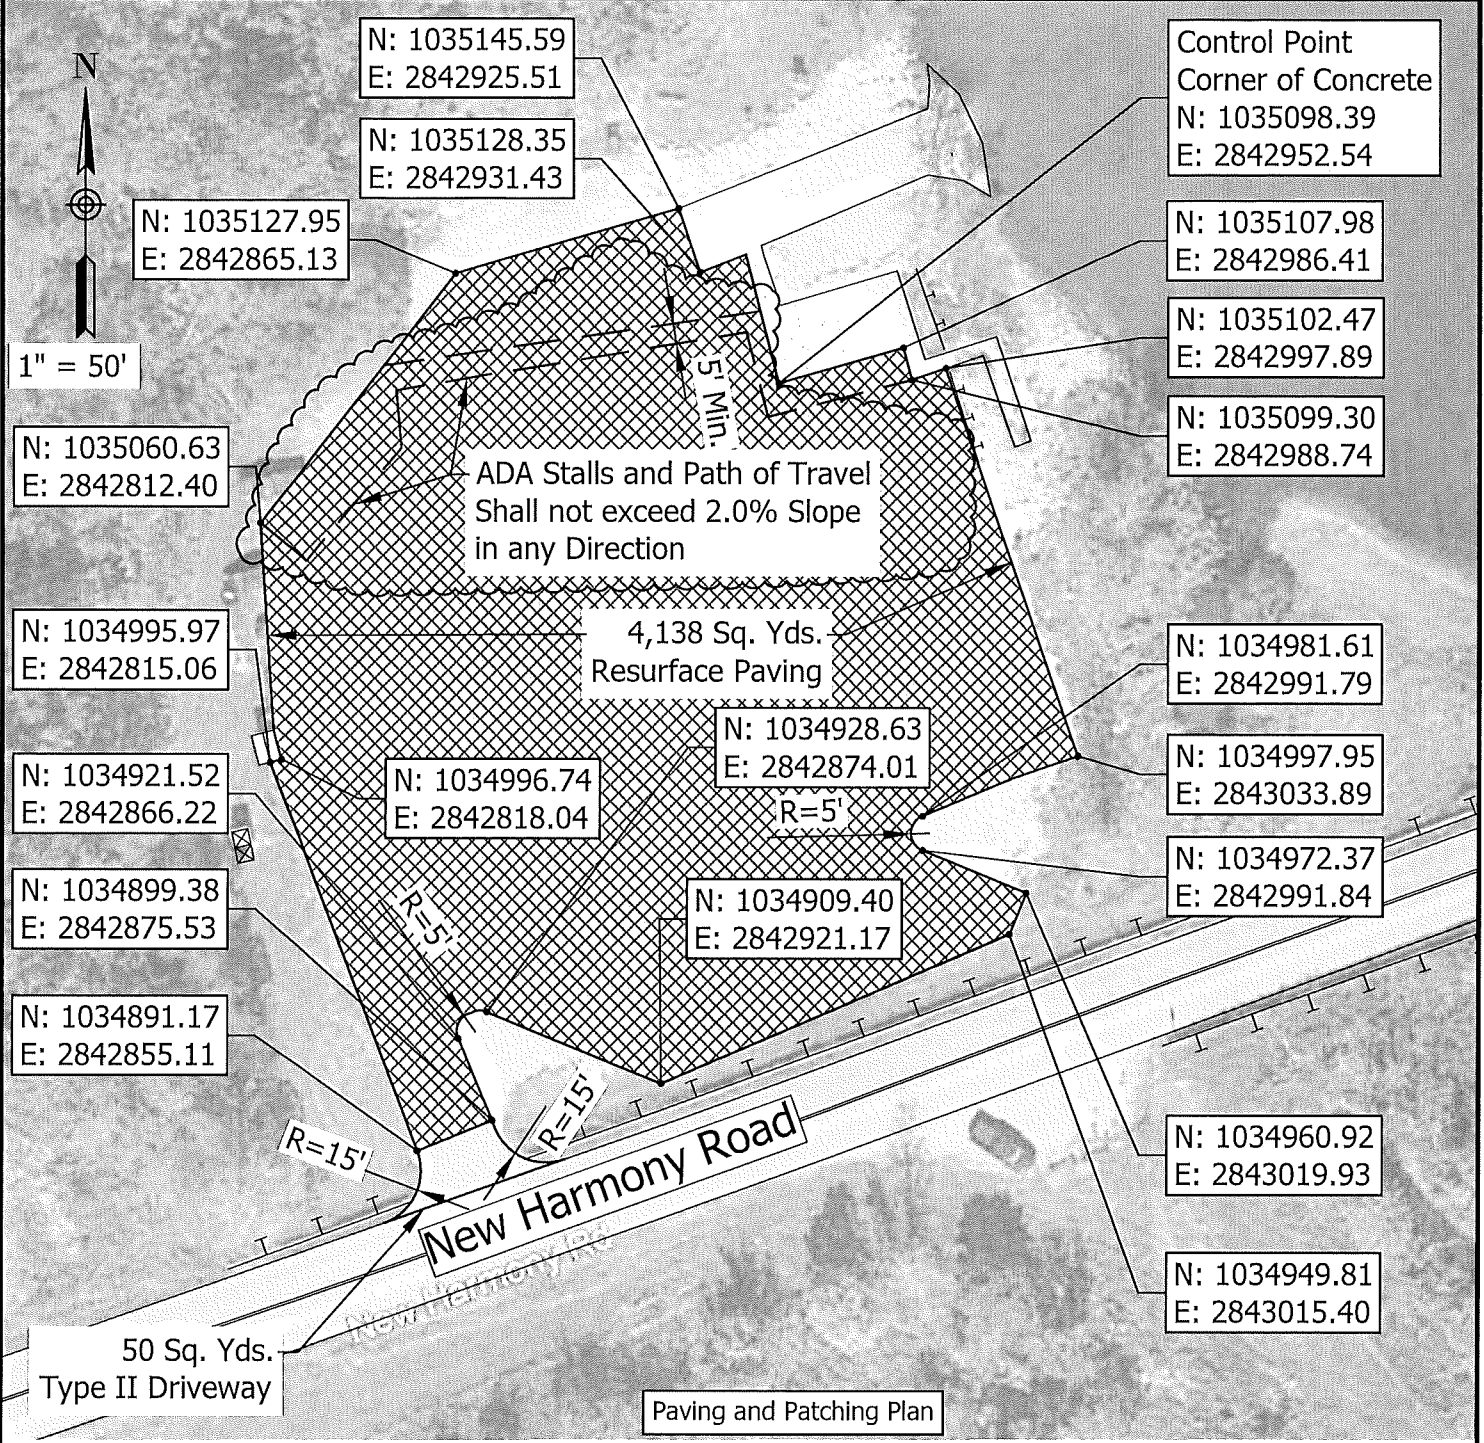 N: 1035145.59
E: 2842925.51
N: 1035128.35
E: 2842931.43
N: 1035127.95
E: 2842865.13
N
1" = 50'
Control Point
Corner of Concrete
N: 1035098.39
E: 2842952.54
N: 1035107.98
E: 2842986.41
N: 1035102.47
E: 2842997.89
N: 1035099.30
E: 2842988.74
5' Min.
N: 1035060.63
E: 2842812.40
ADA Stalls and Path of Travel
Shall not exceed 2.0% Slope
in any Direction
4,138 Sq. Yds.
Resurface Paving
N: 1034995.97
E: 2842815.06
N: 1034981.61
E: 2842991.79
N: 1034928.63
E: 2842874.01
N: 1034997.95
E: 2843033.89
N: 1034921.52
E: 2842866.22
N: 1034996.74
E: 2842818.04
R=5'
N: 1034972.37
E: 2842991.84
N: 1034899.38
E: 2842875.53
R=5'
N: 1034909.40
E: 2842921.17
N: 1034891.17
E: 2842855.11
R=15'
R=15'
New Harmony Road
New Harmony Rd
N: 1034960.92
E: 2843019.93
N: 1034949.81
E: 2843015.40
50 Sq. Yds.
Type II Driveway
Paving and Patching Plan